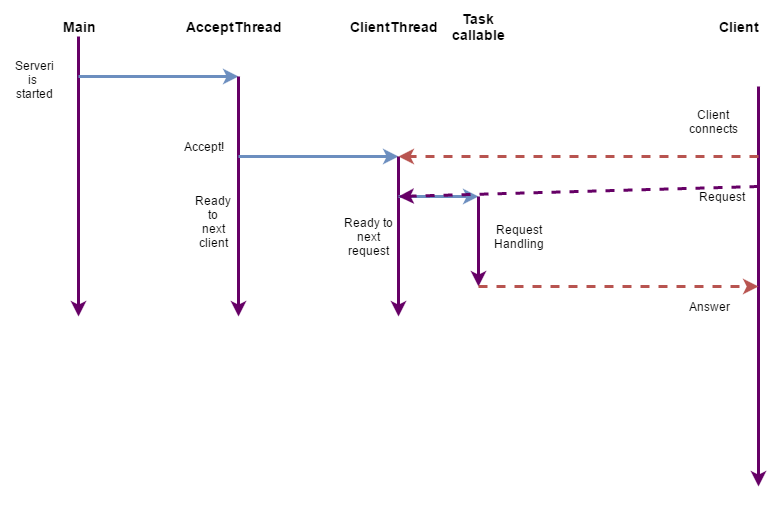 Main
AcceptThread
ClientThread
Task
callable
Client
Serveri
is
started
Client
connects
Accept!
Ready
to
next
client
Ready to
next
request
Request
Request
Handling
Answer